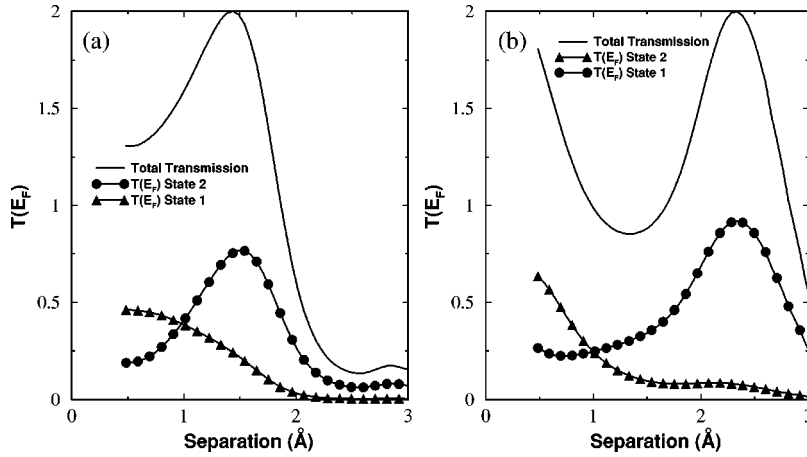 (a)
2
1.5
1
0.5
0
T(E_F)
Total Transmission
T(E_F) State 2
T(E_F) State 1
0 1 2 3
Separation (Å)
(b)
2
1.5
1
0.5
0
T(E_F)
Total Transmission
T(E_F) State 2
T(E_F) State 1
0 1 2 3
Separation (Å)